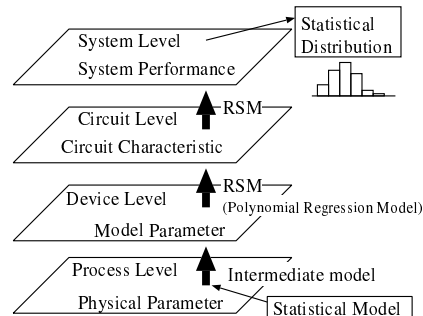 System Level
System Performance
Statistical
Distribution
RSM
Circuit Level
Circuit Characteristic
RSM
(Polynomial Regression Model)
Device Level
Model Parameter
Process Level
Intermediate model
Physical Parameter
Statistical Model